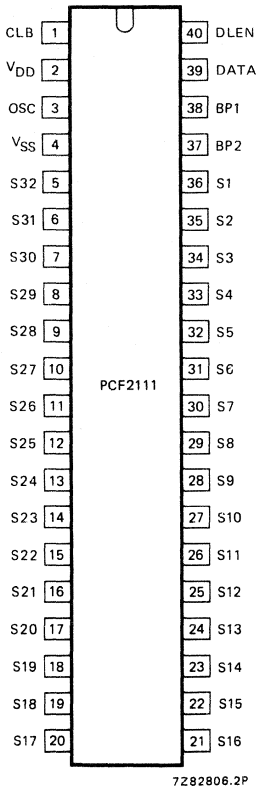 CLB 1 40 DLEN
VDD 2 39 DATA
OSC 3 38 BP1
VSS 4 37 BP2
S32 5 36 S1
S31 6 35 S2
S30 7 34 S3
S29 8 33 S4
S28 9 32 S5
S27 10 31 S6
PCF2111
S26 11 30 S7
S25 12 29 S8
S24 13 28 S9
S23 14 27 S10
S22 15 26 S11
S21 16 25 S12
S20 17 24 S13
S19 18 23 S14
S18 19 22 S15
S17 20 21 S16
7Z82806.2P